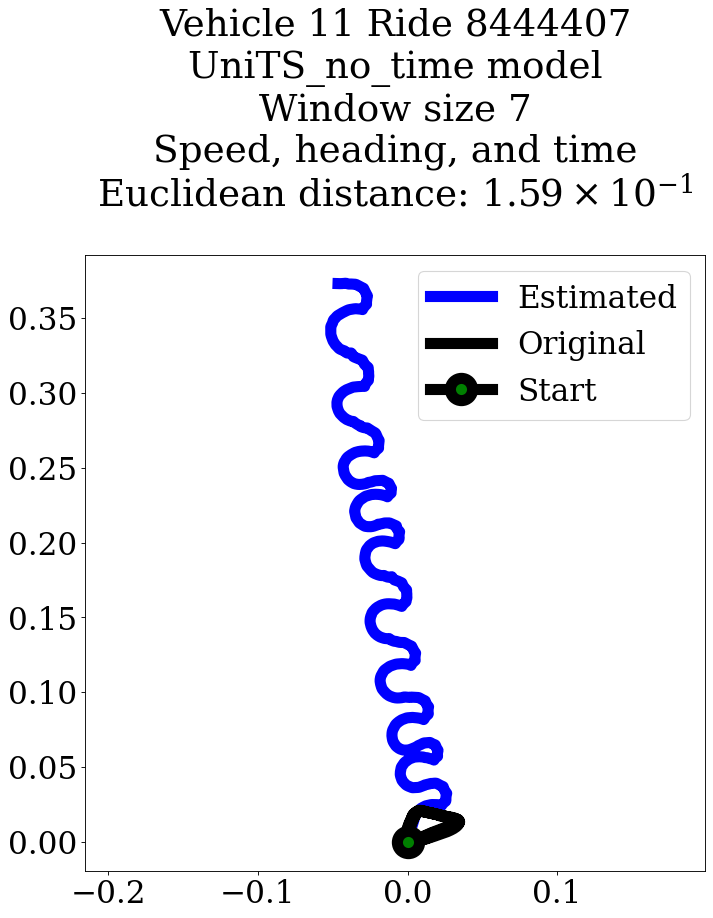 Vehicle 11 Ride 8444407
UniTS_no_time model
Window size 7
Speed, heading, and time
Euclidean distance: 1.59 × 10⁻¹
Estimated
Original
Start
0.35
0.30
0.25
0.20
0.15
0.10
0.05
0.00
−0.2
−0.1
0.0
0.1